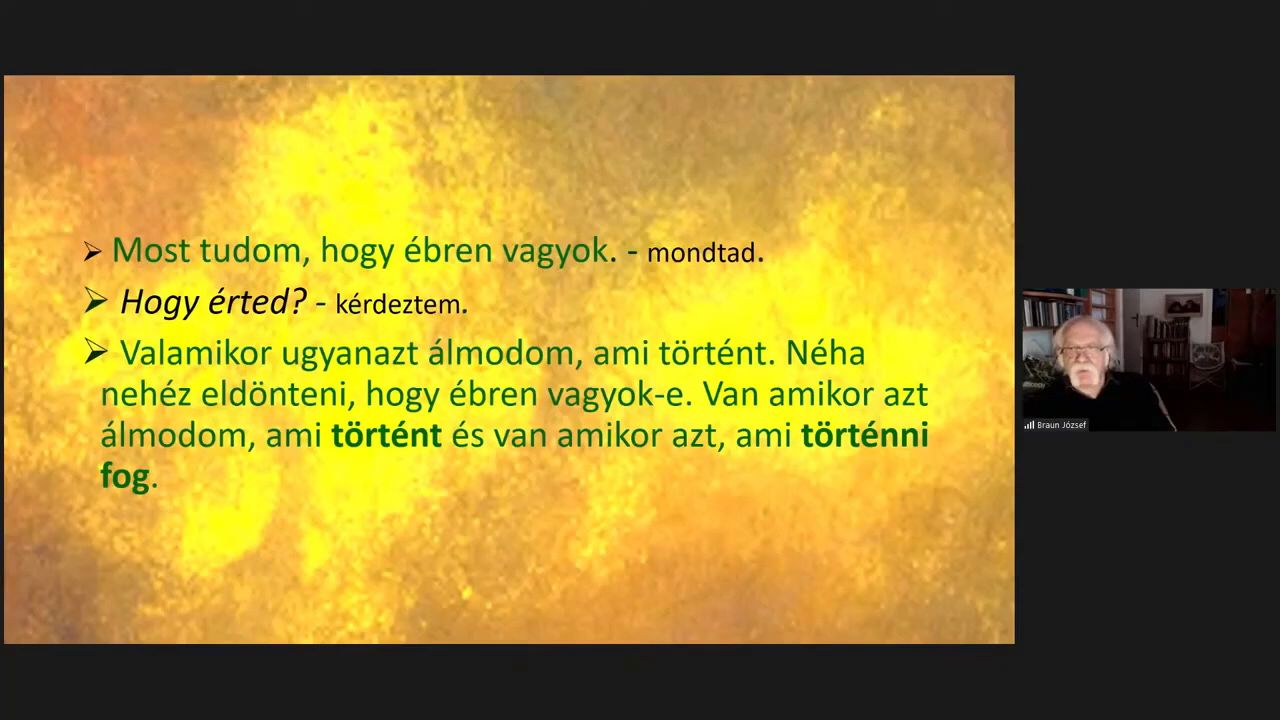 ➢ Most tudom, hogy ébren vagyok. - mondtad.
➢ Hogy érted? - kérdeztem.
➢ Valamikor ugyanazt álmodom, ami történt. Néha
nehéz eldönteni, hogy ébren vagyok-e. Van amikor azt
álmodom, ami történt és van amikor azt, ami történni
fog.
Braun József